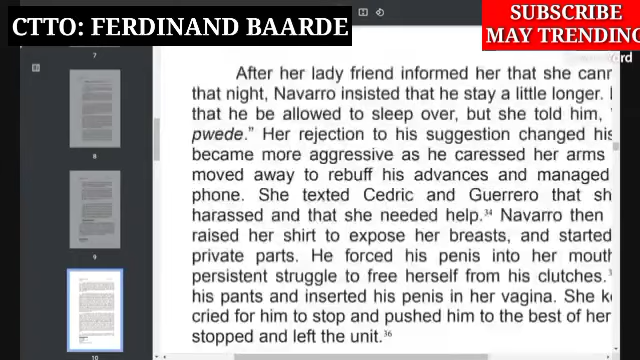 CTTO: FERDINAND BAARDE
SUBSCRIBE
MAY TRENDING
7
After her lady friend informed her that she
that night, Navarro insisted that he stay a little longer.
that he be allowed to sleep over, but she told him,
pwede.” Her rejection to his suggestion changed his
became more aggressive as he caressed her arms
moved away to rebuff his advances and managed
phone. She texted Cedric and Guerrero that
harassed and that she needed help.34 Navarro then
raised her shirt to expose her breasts, and started
private parts. He forced his penis into her mouth
persistent struggle to free herself from his clutches.
his pants and inserted his penis in her vagina. She
cried for him to stop and pushed him to the best of her
stopped and left the unit.36
8
9
10